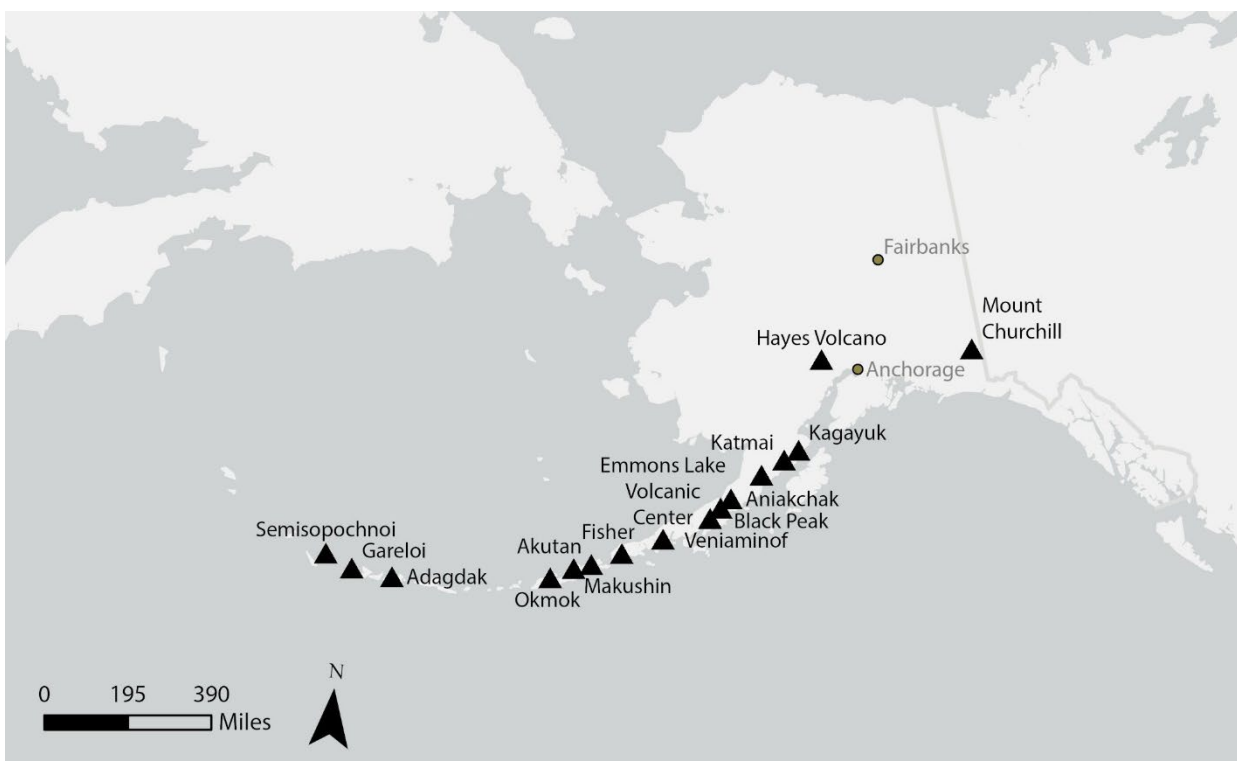 Fairbanks
Mount
Churchill
Hayes Volcano
Anchorage
Kagayuk
Katmai
Emmons Lake
Volcanic
Center
Aniakchak
Black Peak
Veniaminof
Fisher
Semisopochnoi
Gareloi
Akutan
Adagdak
Makushin
Okmok
N
0 195 390
Miles